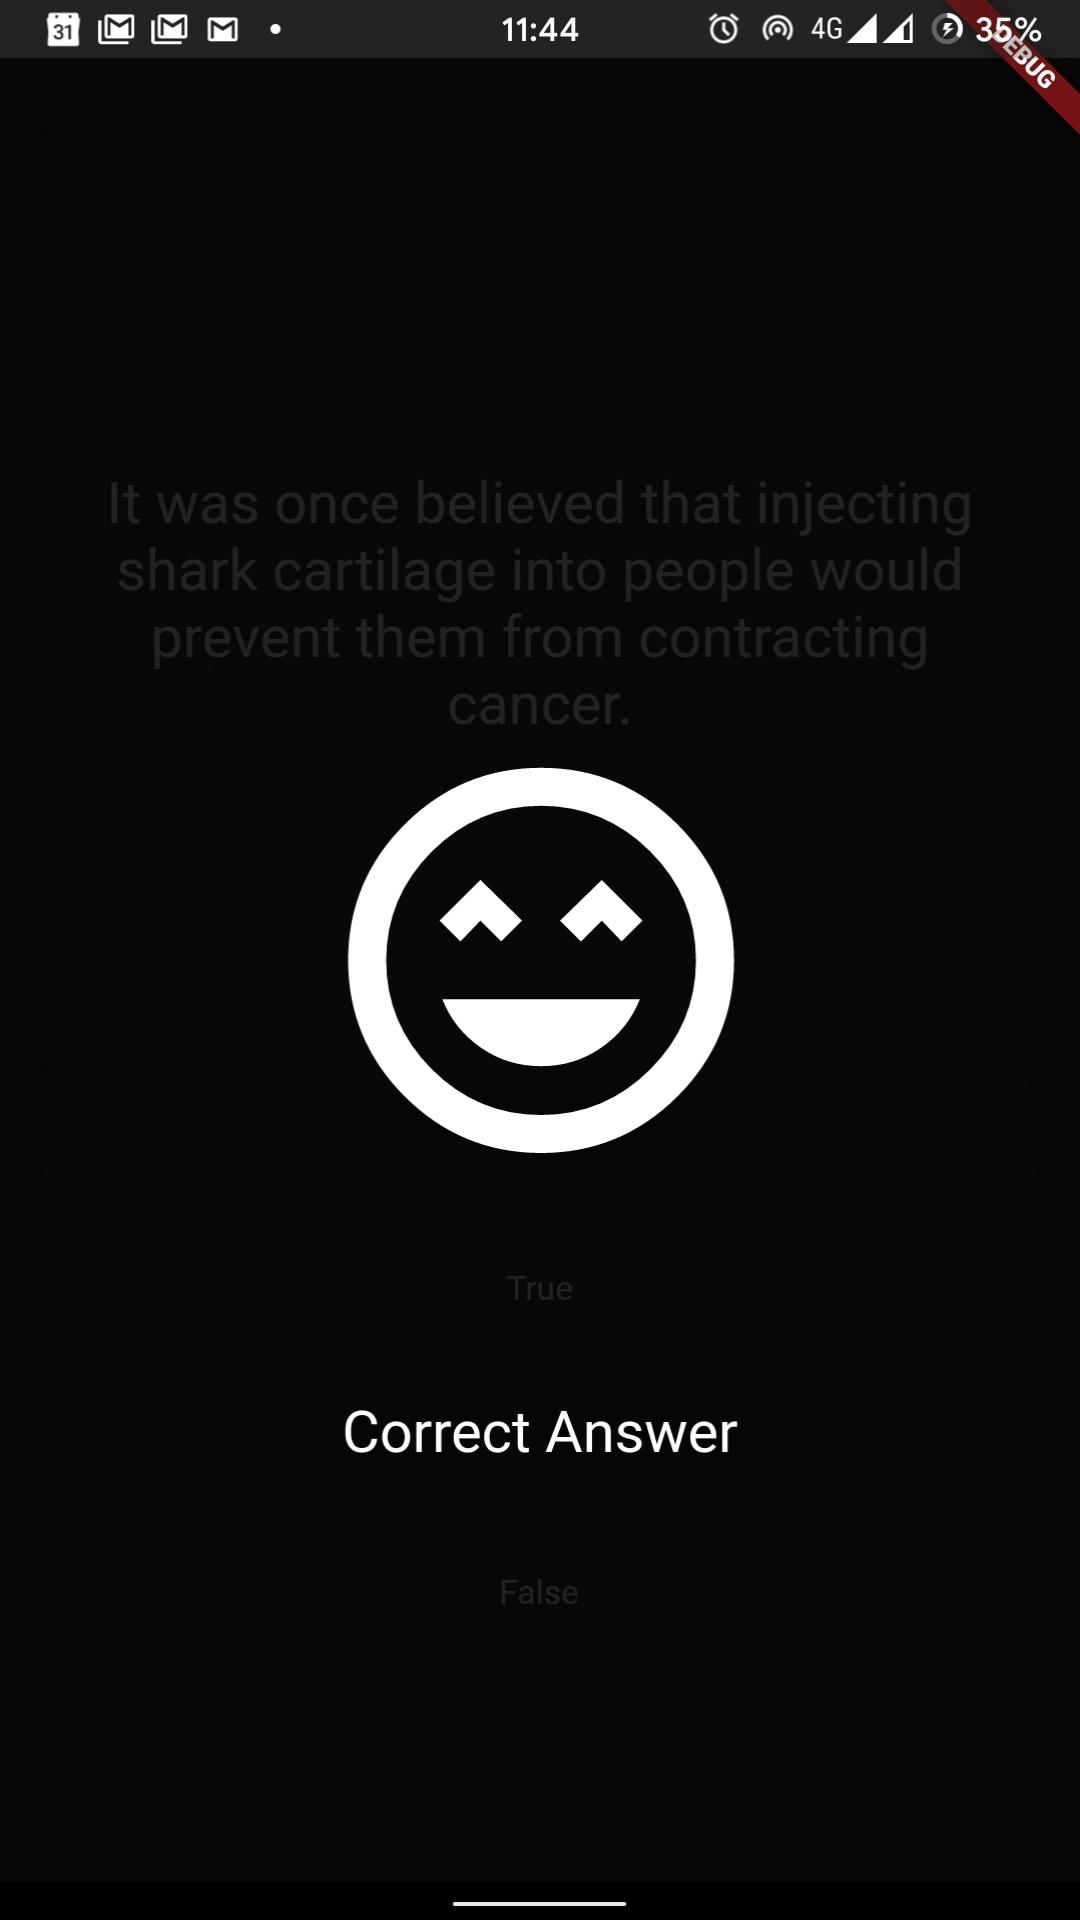 31 11:44 4G 35%
DEBUG
It was once believed that injecting
shark cartilage into people would
prevent them from contracting
cancer.
True
Correct Answer
False